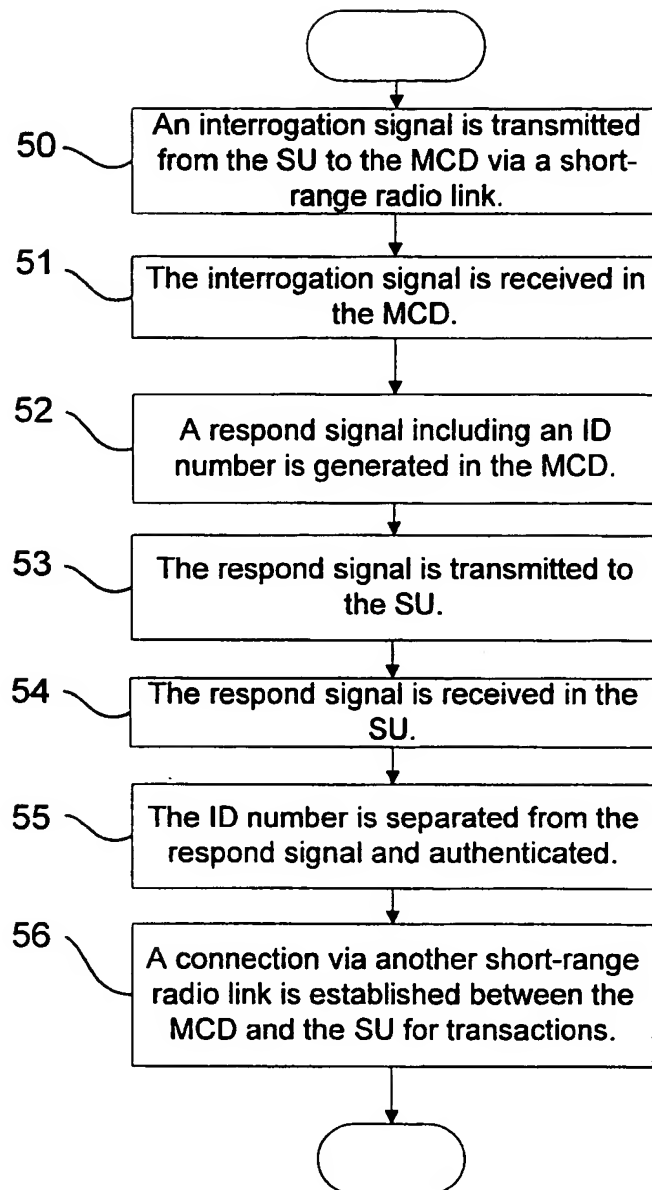 50
An interrogation signal is transmitted
from the SU to the MCD via a short-
range radio link.
51
The interrogation signal is received in
the MCD.
52
A respond signal including an ID
number is generated in the MCD.
53
The respond signal is transmitted to
the SU.
54
The respond signal is received in the
SU.
55
The ID number is separated from the
respond signal and authenticated.
56
A connection via another short-range
radio link is established between the
MCD and the SU for transactions.